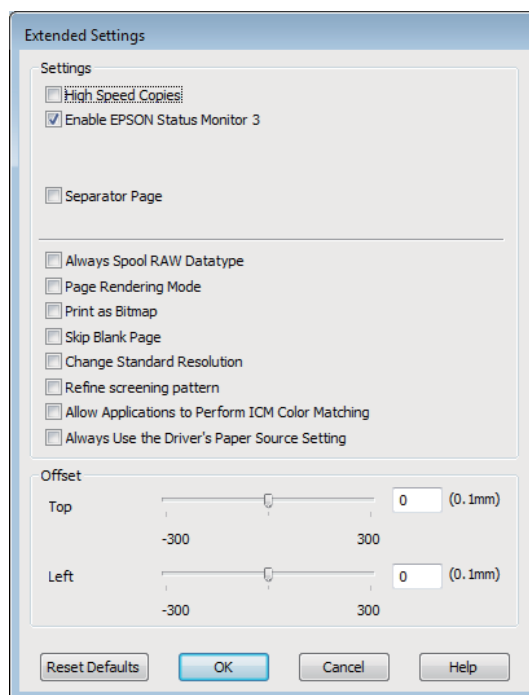 Extended Settings
Settings
High Speed Copies
Enable EPSON Status Monitor 3
Separator Page
Always Spool RAW Datatype
Page Rendering Mode
Print as Bitmap
Skip Blank Page
Change Standard Resolution
Refine screening pattern
Allow Applications to Perform ICM Color Matching
Always Use the Driver's Paper Source Setting
Offset
Top 0 (0.1mm)
-300 300
Left 0 (0.1mm)
-300 300
Reset Defaults OK Cancel Help